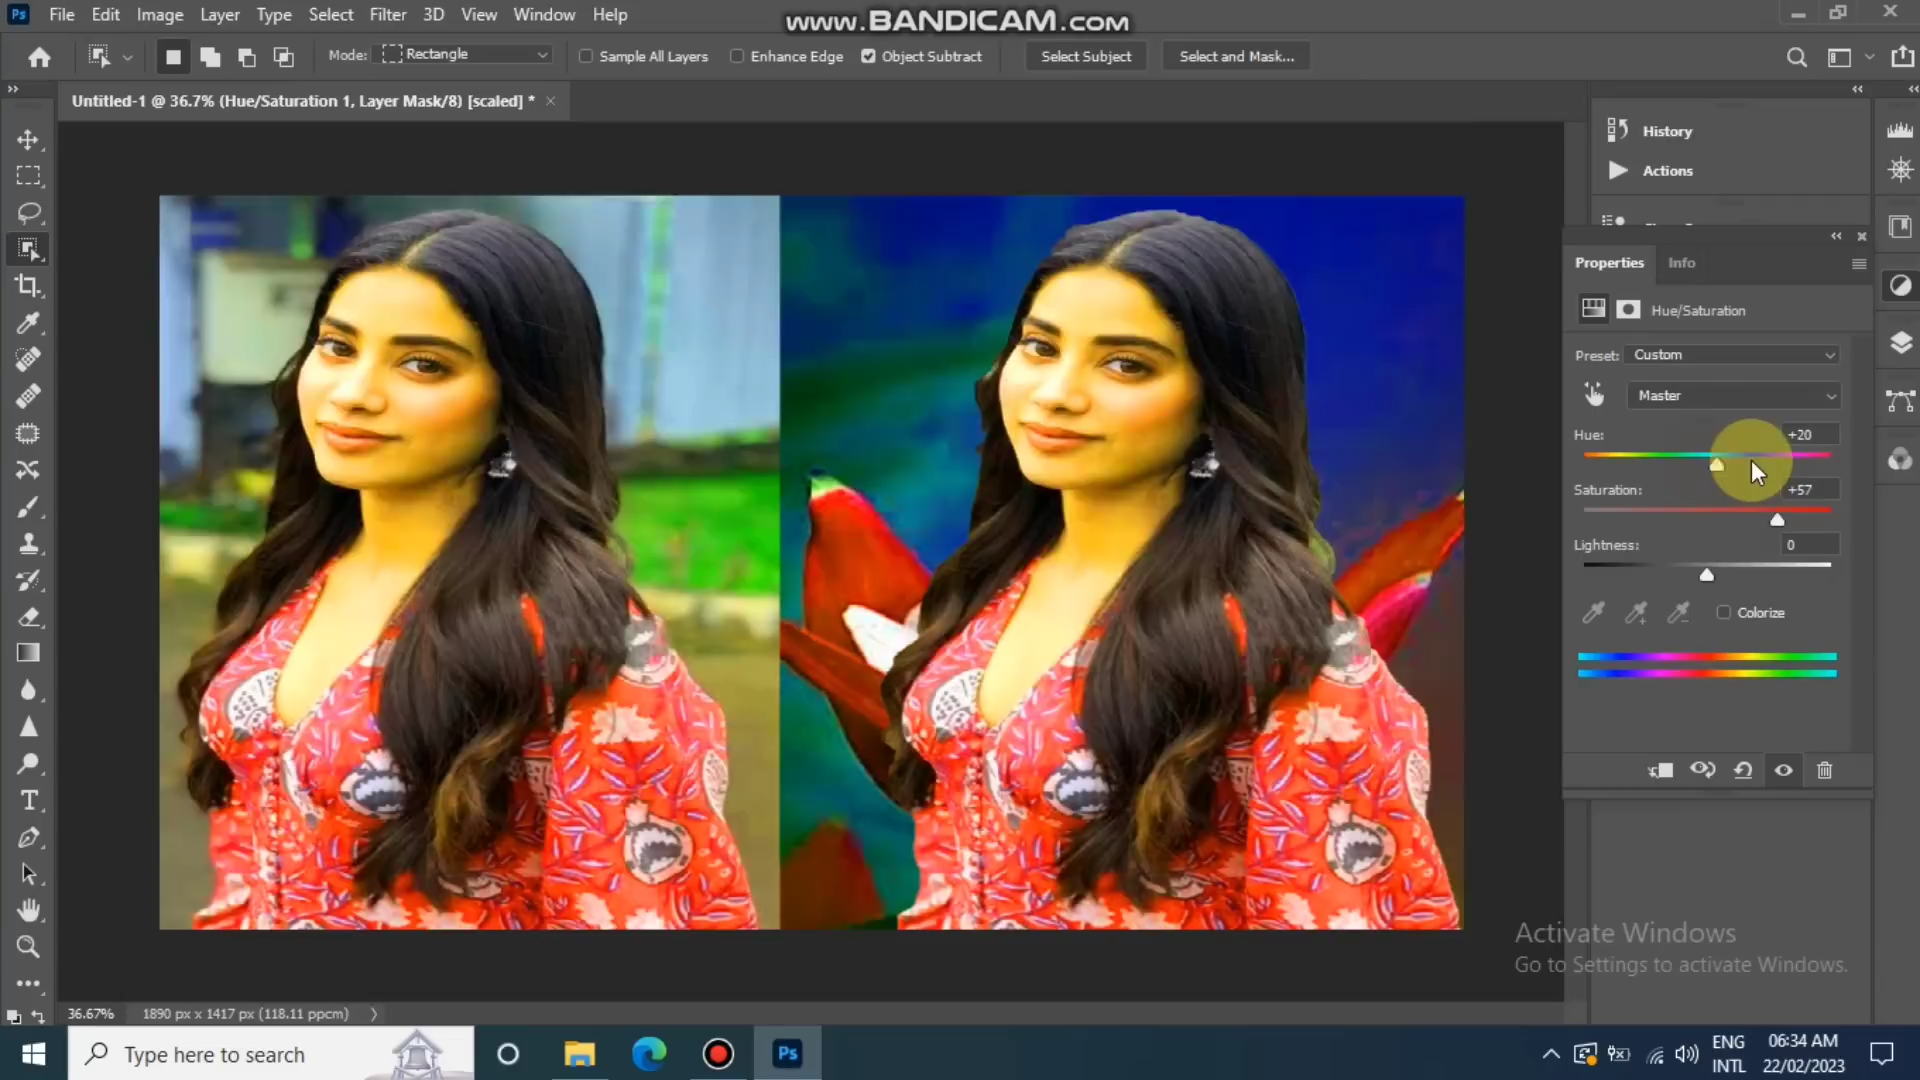 Ps File Edit Image Layer Type Select Filter 3D View Window Help
www.BANDICAM.com
Mode: Rectangle Sample All Layers Enhance Edge Object Subtract Select Subject Select and Mask...
Untitled-1 @ 36.7% (Hue/Saturation 1, Layer Mask/8) [scaled] *
History
Actions
Properties Info
Hue/Saturation
Preset: Custom
Master
Hue: +20
Saturation: +57
Lightness: 0
Colorize
Activate Windows
Go to Settings to activate Windows.
36.67% 1890 px x 1417 px (118.11 ppcm)
Type here to search
Ps
ENG
INTL
06:34 AM
22/02/2023